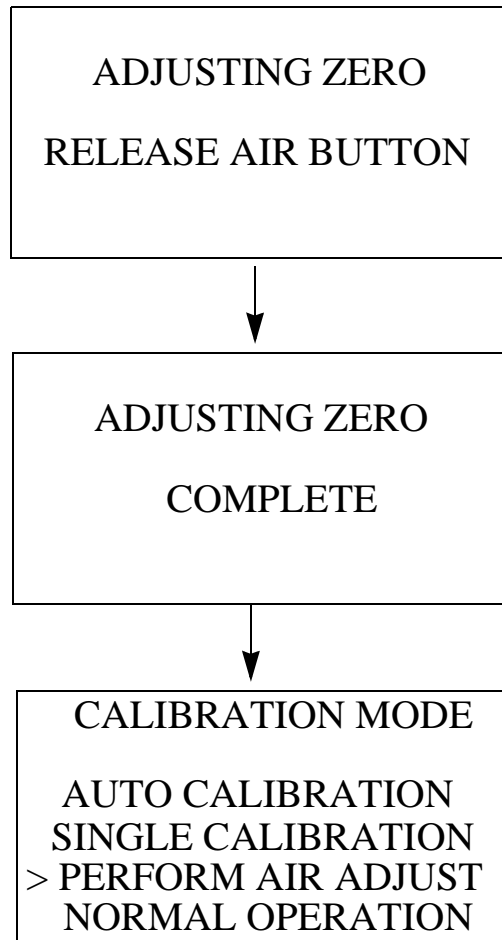 ADJUSTING ZERO
RELEASE AIR BUTTON
ADJUSTING ZERO
COMPLETE
CALIBRATION MODE
AUTO CALIBRATION
SINGLE CALIBRATION
> PERFORM AIR ADJUST
NORMAL OPERATION